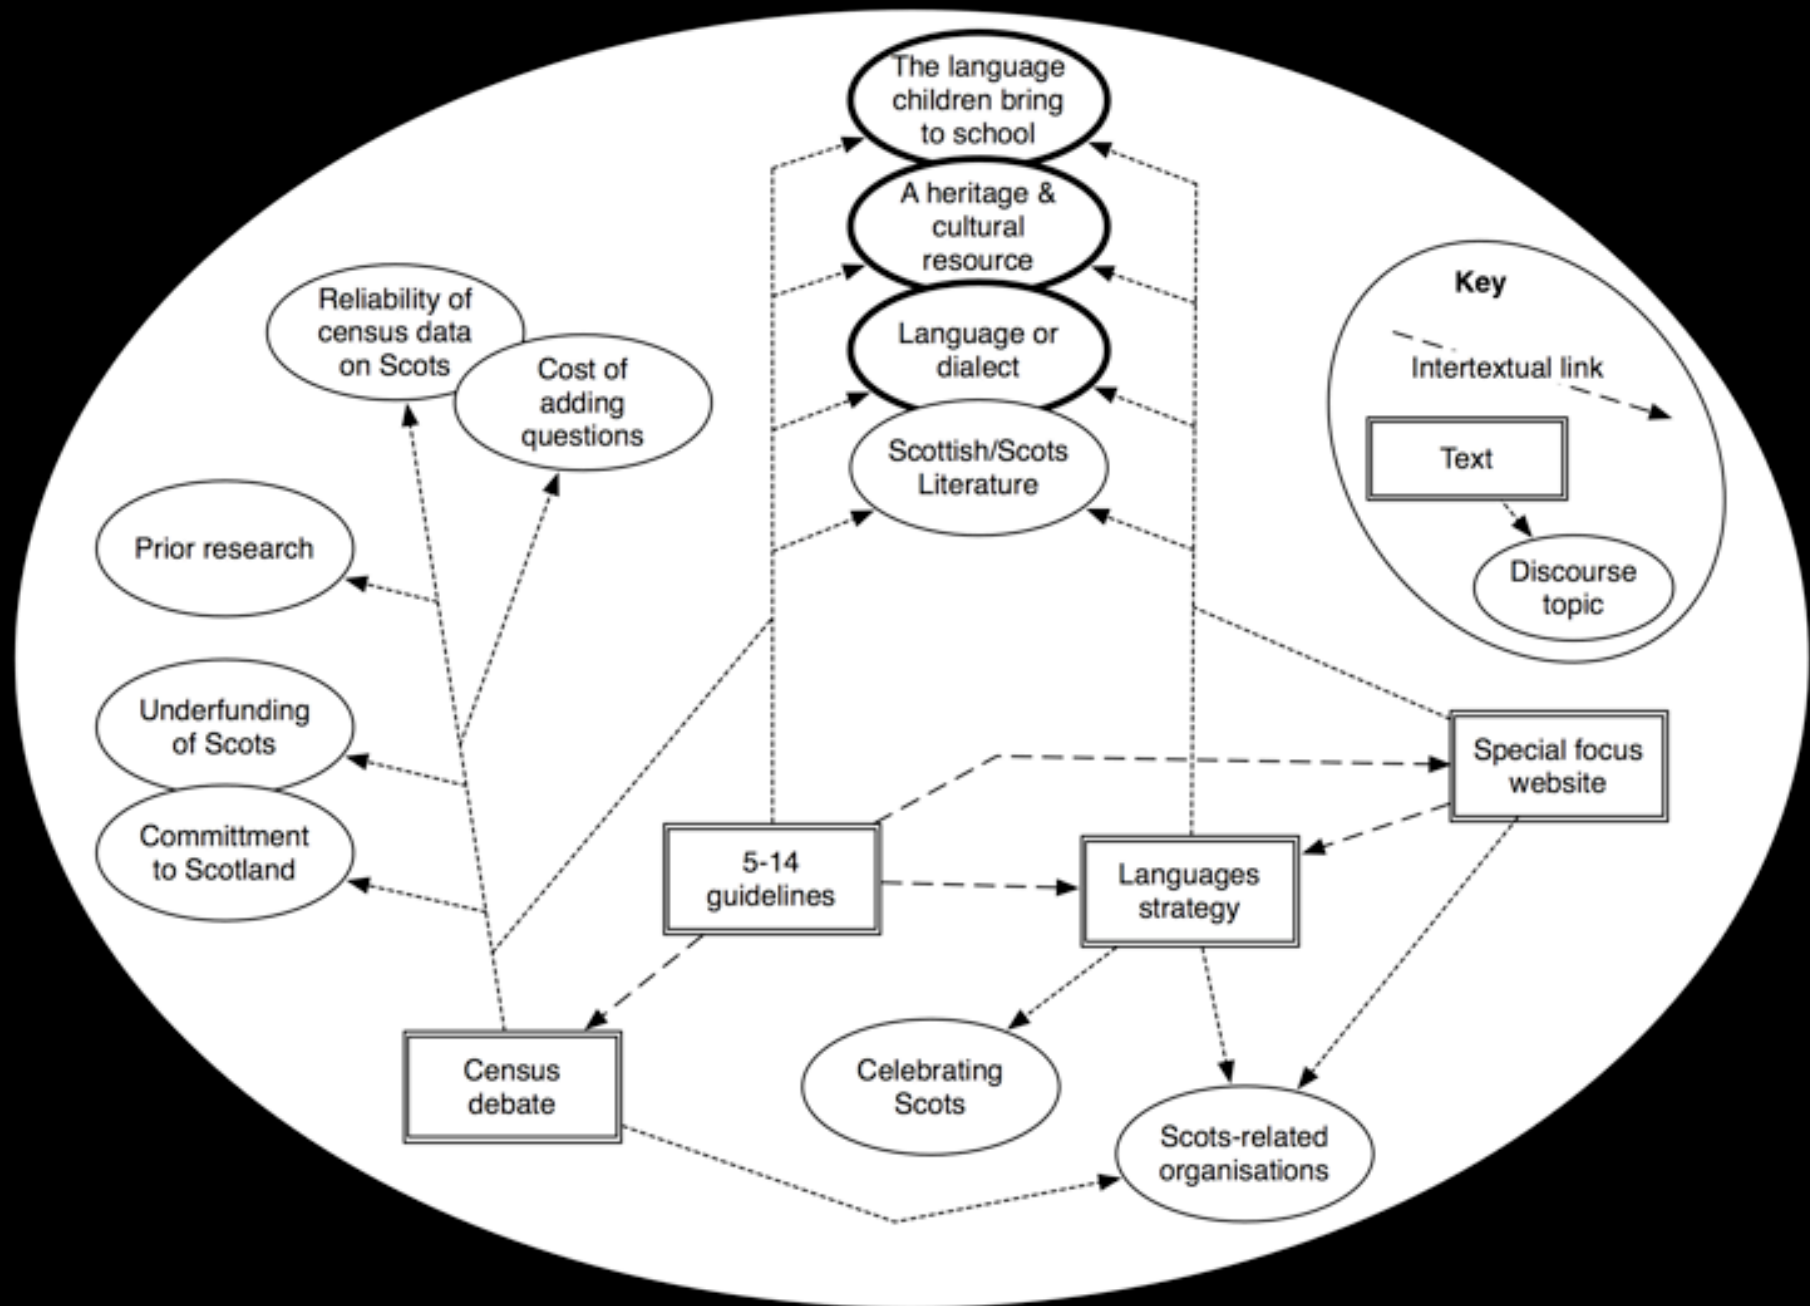 The language
children bring
to school
A heritage &
cultural
resource
Language or
dialect
Scottish/Scots
Literature
Reliability of
census data
on Scots
Cost of
adding
questions
Prior research
Underfunding
of Scots
Committment
to Scotland
Key
Intertextual link
Text
Discourse
topic
Special focus
website
5-14
guidelines
Languages
strategy
Census
debate
Celebrating
Scots
Scots-related
organisations